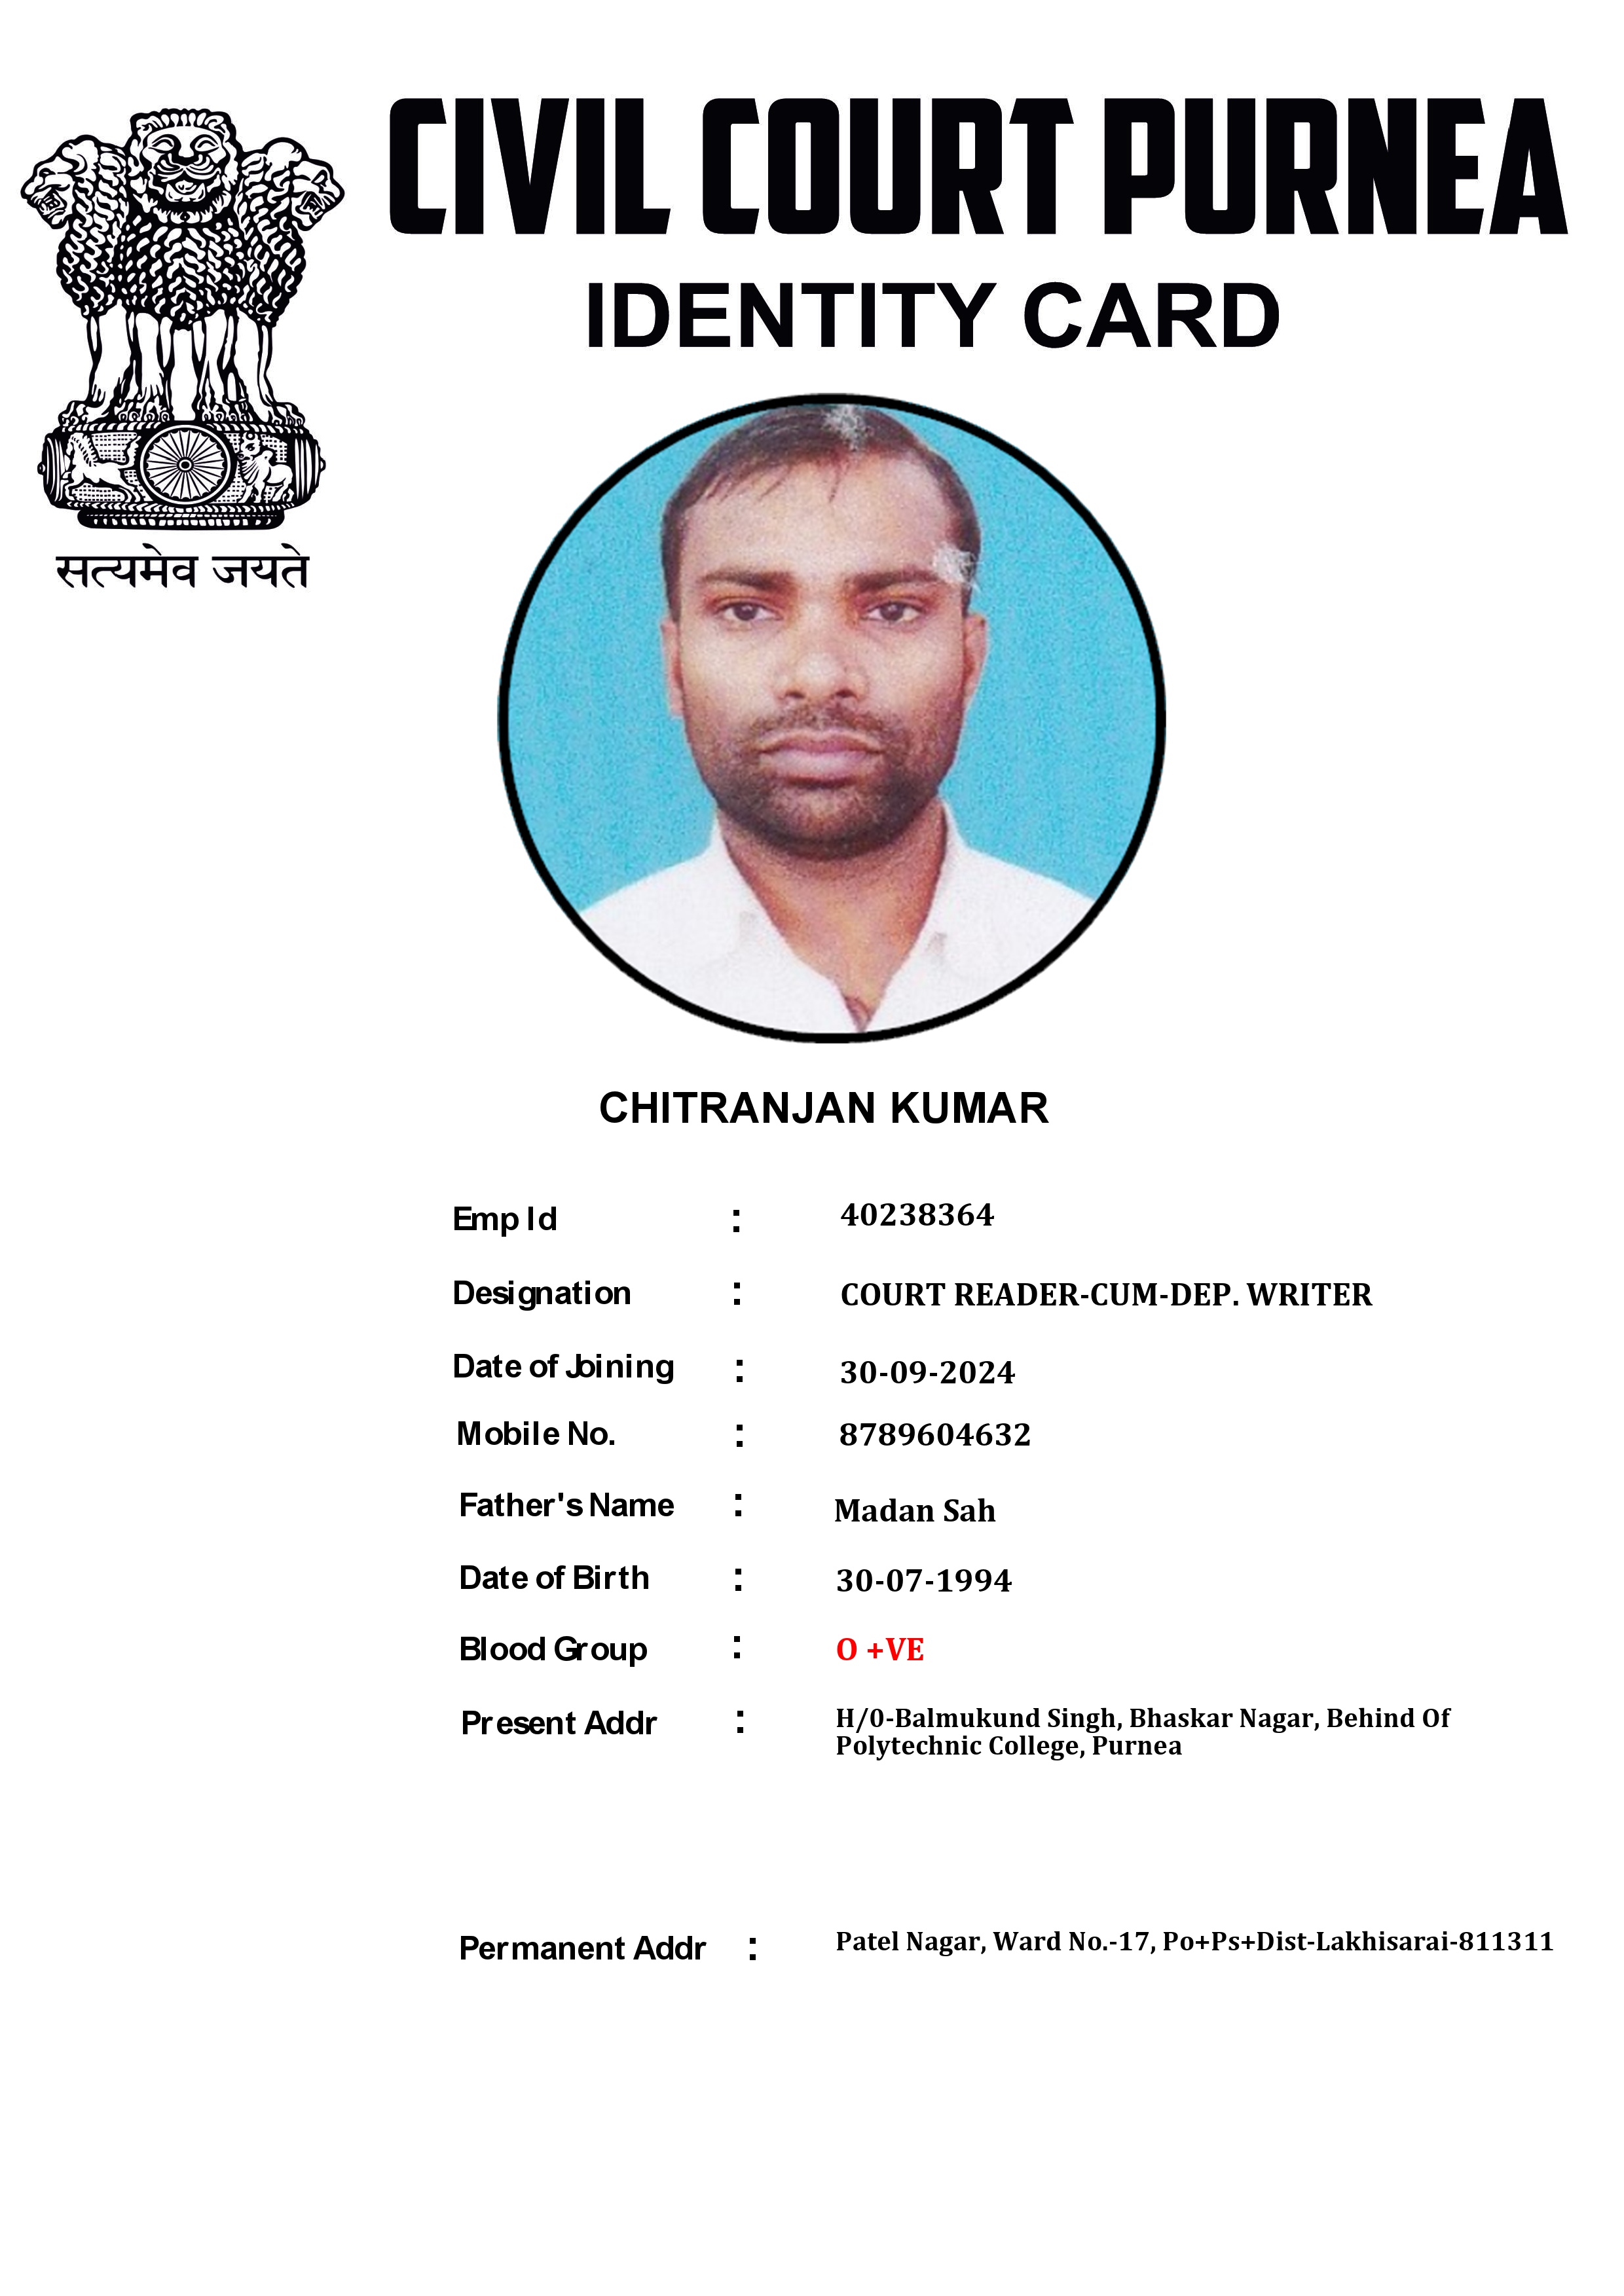 CIVIL COURT PURNEA
IDENTITY CARD
सत्यमेव जयते
CHITRANJAN KUMAR
Emp Id : 40238364
Designation : COURT READER-CUM-DEP. WRITER
Date of Joining : 30-09-2024
Mobile No. : 8789604632
Father's Name : Madan Sah
Date of Birth : 30-07-1994
Blood Group : O +VE
Present Addr : H/0-Balmukund Singh, Bhaskar Nagar, Behind Of
Polytechnic College, Purnea
Permanent Addr : Patel Nagar, Ward No.-17, Po+Ps+Dist-Lakhisarai-811311